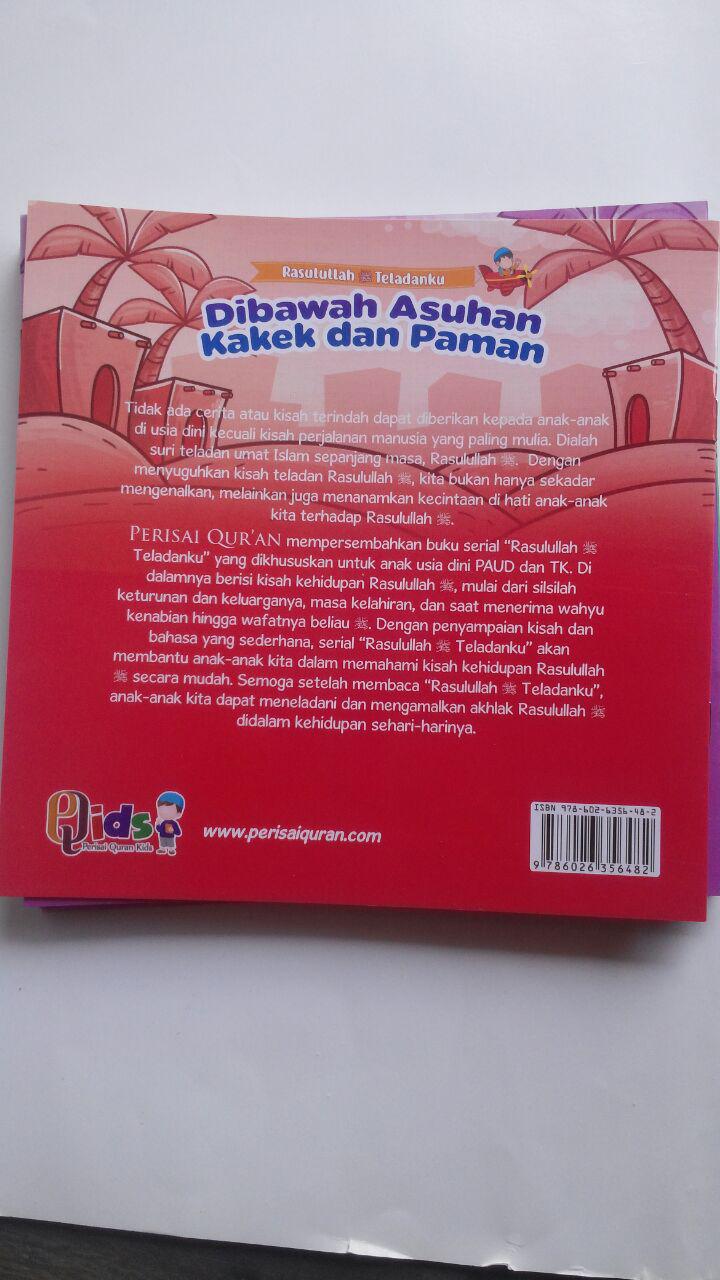 Rasulullah ﷺ Teladanku
Dibawah Asuhan
Kakek dan Paman
Tidak ada cerita atau kisah terindah dapat diberikan kepada anak-anak
di usia dini kecuali kisah perjalanan manusia yang paling mulia. Dialah
suri teladan umat Islam sepanjang masa, Rasulullah ﷺ. Dengan
menyuguhkan kisah teladan Rasulullah ﷺ, kita bukan hanya sekadar
mengenalkan, melainkan juga menanamkan kecintaan di hati anak-anak
kita terhadap Rasulullah ﷺ.
PERISAI QUR'AN mempersembahkan buku serial “Rasulullah ﷺ
Teladanku” yang dikhususkan untuk anak usia dini PAUD dan TK. Di
dalamnya berisi kisah kehidupan Rasulullah ﷺ, mulai dari silsilah
keturunan dan keluarganya, masa kelahiran, dan saat menerima wahyu
kenabian hingga wafatnya beliau ﷺ. Dengan penyampaian kisah dan
bahasa yang sederhana, serial “Rasulullah ﷺ Teladanku” akan
membantu anak-anak kita dalam memahami kisah kehidupan Rasulullah
ﷺ secara mudah. Semoga setelah membaca “Rasulullah ﷺ Teladanku”,
anak-anak kita dapat meneladani dan mengamalkan akhlak Rasulullah ﷺ
didalam kehidupan sehari-harinya.
PQ Kids
Perisai Quran Kids
www.perisaiquran.com
ISBN 978-602-6356-48-2
9 786026 356482